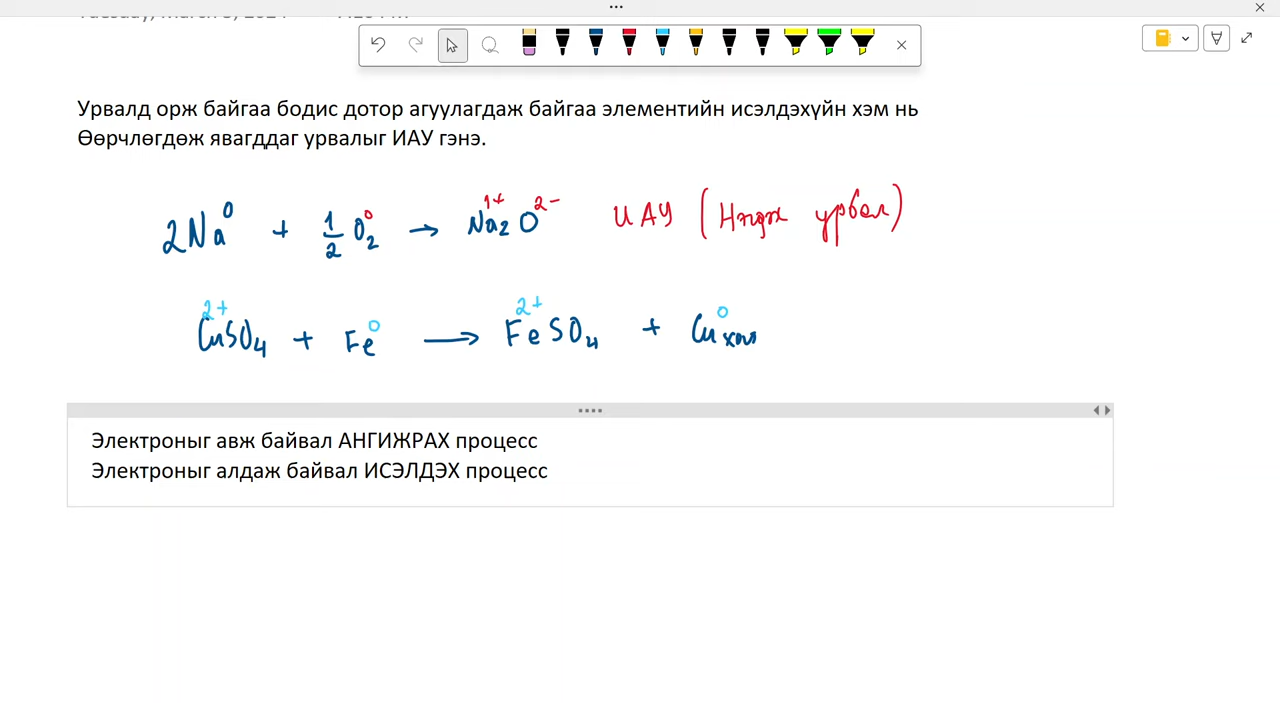 Урвалд орж байгаа бодис дотор агуулагдаж байгаа элементийн исэлдэхүйн хэм нь
Өөрчлөгдөж явагддаг урвалыг ИАУ гэнэ.
2Na⁰ + 1/2 O₂⁰ → Na₂¹⁺O²⁻ ИАУ (Нэгдэх урвал)
Cu²⁺SO₄ + Fe⁰ → Fe²⁺SO₄ + Cu⁰
Электроныг авж байвал АНГИЖРАХ процесс
Электроныг алдаж байвал ИСЭЛДЭХ процесс